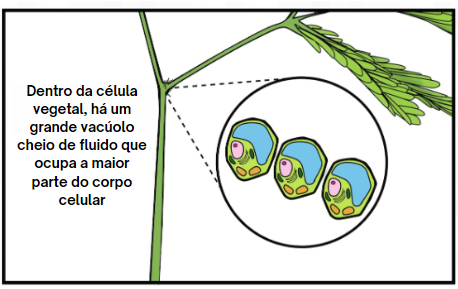 Dentro da célula
vegetal, há um
grande vacúolo
cheio de fluido que
ocupa a maior
parte do corpo
celular